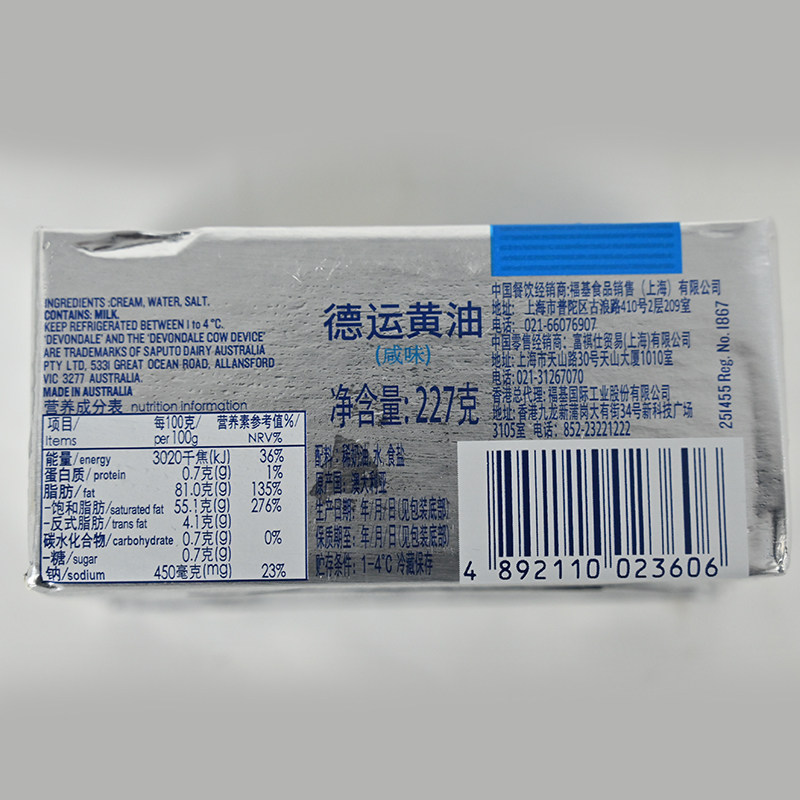 INGREDIENTS :CREAM, WATER, SALT.
CONTAINS: MILK.
KEEP REFRIGERATED BETWEEN 1 to 4°C.
'DEVONDALE' AND THE 'DEVONDALE COW DEVICE'
ARE TRADEMARKS OF SAPUTO DAIRY AUSTRALIA
PTY LTD, 5331 GREAT OCEAN ROAD, ALLANSFORD
VIC 3277 AUSTRALIA.
MADE IN AUSTRALIA
营养成分表 nutrition information
项目/ 每100克/ 营养素参考值%/
Items per 100g NRV%
能量/energy 3020千焦(kJ) 36%
蛋白质/protein 0.7克(g) 1%
脂肪/fat 81.0克(g) 135%
-饱和脂肪/saturated fat 55.1克(g) 276%
-反式脂肪/trans fat 4.1克(g)
碳水化合物/carbohydrate 0.7克(g) 0%
-糖/sugar 0.7克(g)
钠/sodium 450毫克(mg) 23%
德运黄油
(咸味)
净含量: 227克
配料: 稀奶油, 水, 食盐
原产国: 澳大利亚
生产日期: 年/月/日(见包装底部)
保质期至: 年/月/日(见包装底部)
贮存条件: 1-4°C 冷藏保存
中国餐饮经销商:福基食品销售（上海）有限公司
地址: 上海市普陀区古浪路410号2层209室
电话: 021-66076907
中国零售经销商: 富祺仕贸易(上海)有限公司
地址: 上海市天山路30号天山大厦1010室
电话: 021-31267070
香港总代理: 福基国际工业股份有限公司
地址: 香港九龙新蒲岗大有街34号新科技广场
3105室 电话: 852-23221222
251455 Reg. No. 1867
4 892110 023606